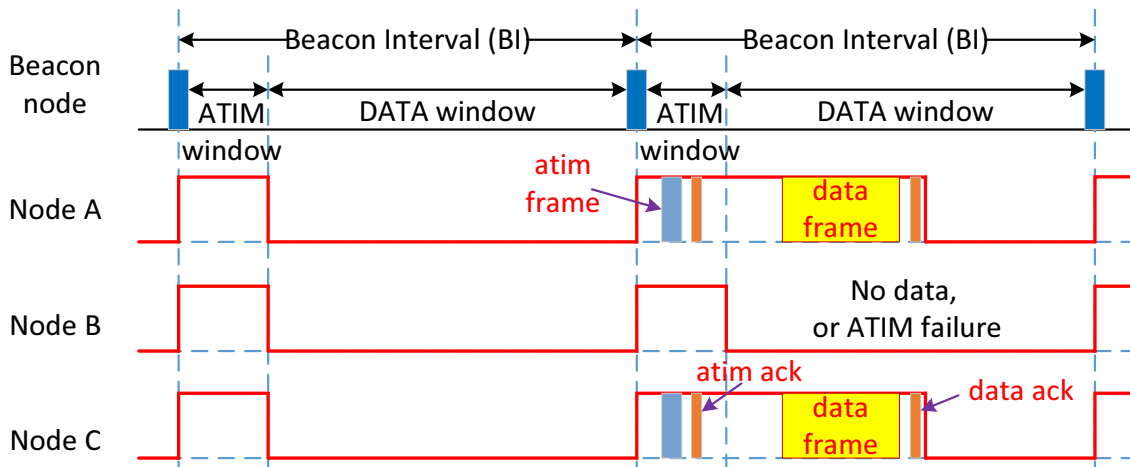 Beacon Interval (BI)
Beacon Interval (BI)
Beacon
node
ATIM
window
DATA window
ATIM
window
DATA window
atim
frame
Node A
data
frame
Node B
No data,
or ATIM failure
atim ack
data ack
Node C
data
frame